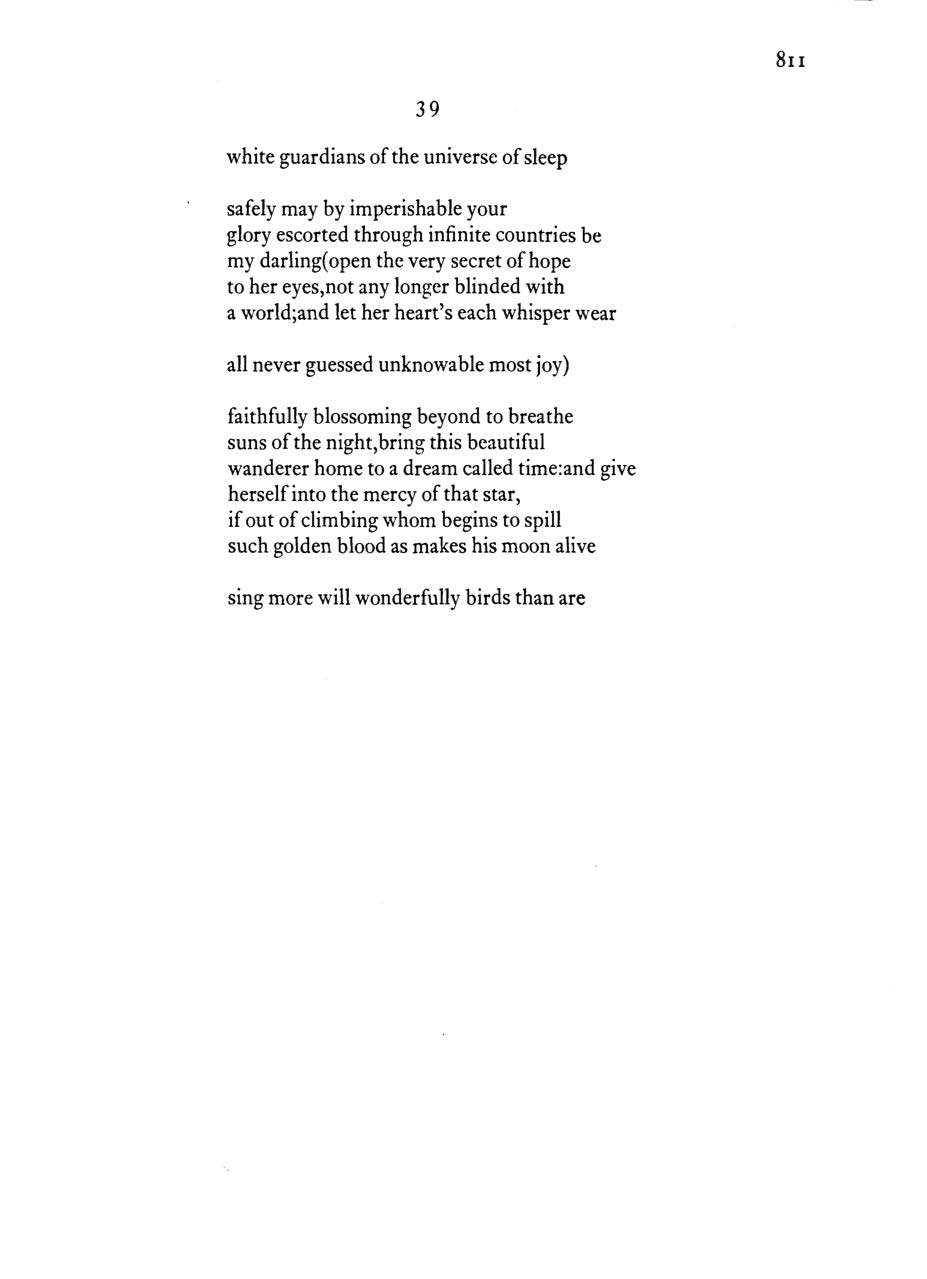 811
39
white guardians of the universe of sleep
safely may by imperishable your
glory escorted through infinite countries be
my darling(open the very secret of hope
to her eyes,not any longer blinded with
a world;and let her heart's each whisper wear
all never guessed unknowable most joy)
faithfully blossoming beyond to breathe
suns of the night,bring this beautiful
wanderer home to a dream called time:and give
herself into the mercy of that star,
if out of climbing whom begins to spill
such golden blood as makes his moon alive
sing more will wonderfully birds than are